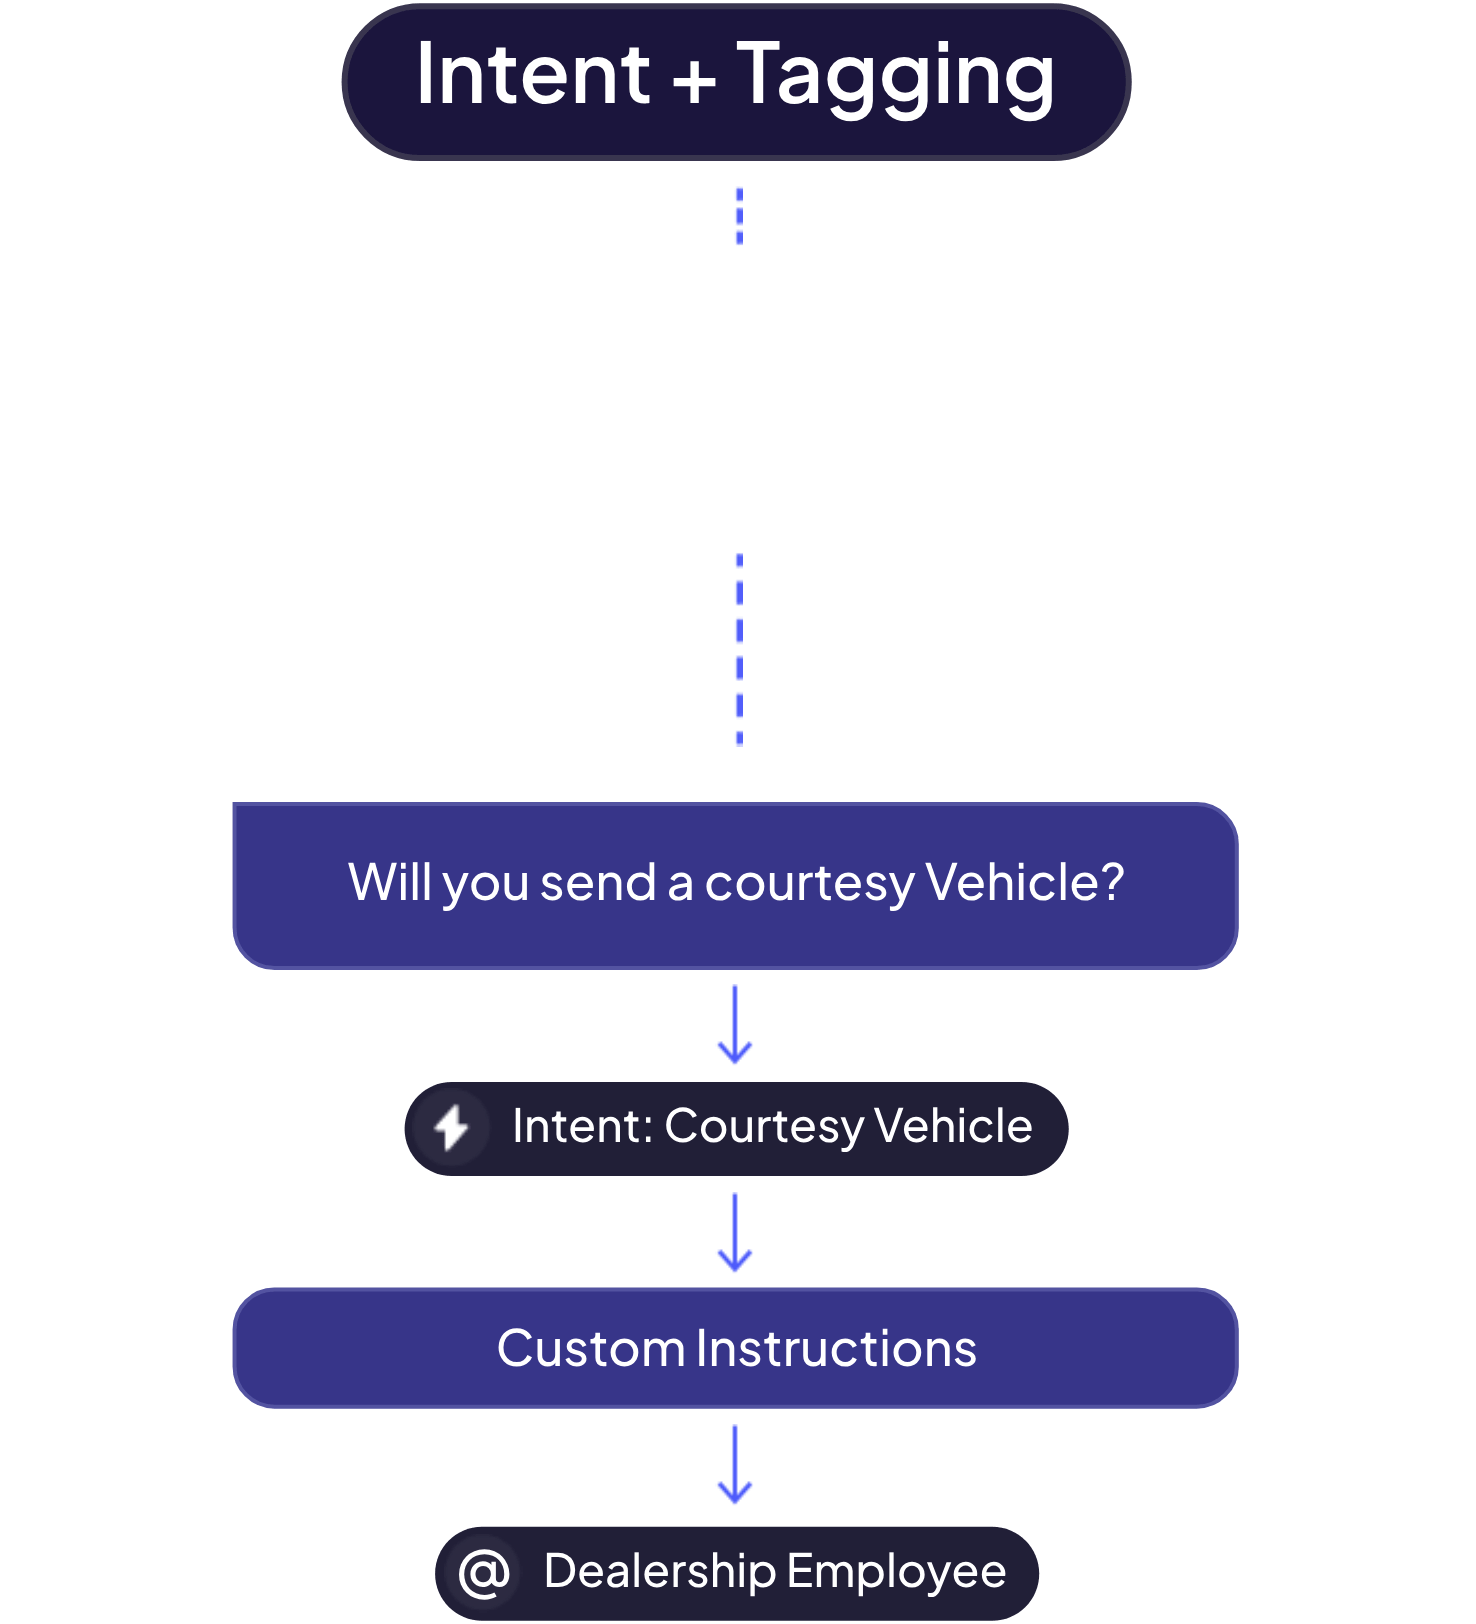 Intent + Tagging
Will you send a courtesy Vehicle?
Intent: Courtesy Vehicle
Custom Instructions
@ Dealership Employee